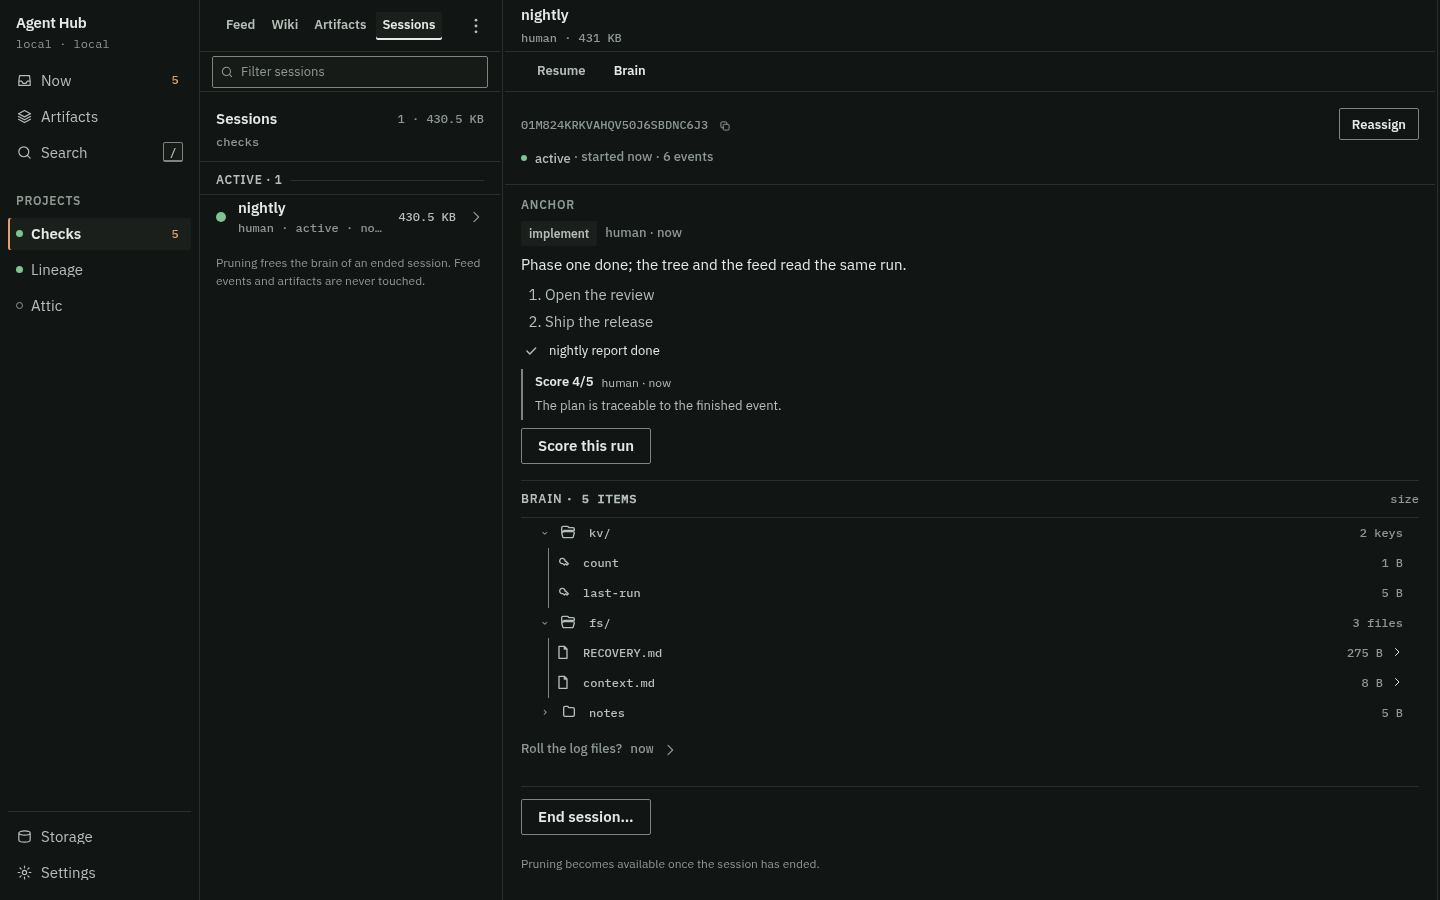 Agent Hub
local · local
Now 5
Artifacts
Search /
PROJECTS
Checks 5
Lineage
Attic
Storage
Settings
Feed Wiki Artifacts Sessions
Filter sessions
Sessions 1 · 430.5 KB
checks
ACTIVE · 1
nightly 430.5 KB
human · active · no…
Pruning frees the brain of an ended session. Feed
events and artifacts are never touched.
nightly
human · 431 KB
Resume Brain
01M824KRKVAHQV50J6SBDNC6J3
Reassign
active · started now · 6 events
ANCHOR
implement human · now
Phase one done; the tree and the feed read the same run.
1. Open the review
2. Ship the release
nightly report done
Score 4/5 human · now
The plan is traceable to the finished event.
Score this run
BRAIN · 5 ITEMS size
kv/ 2 keys
count 1 B
last-run 5 B
fs/ 3 files
RECOVERY.md 275 B
context.md 8 B
notes 5 B
Roll the log files? now
End session…
Pruning becomes available once the session has ended.